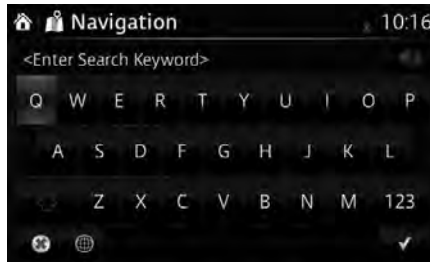 Navigation 10:16
<Enter Search Keyword>
Q W E R T Y U I O P
A S D F G H J K L
Z X C V B N M 123